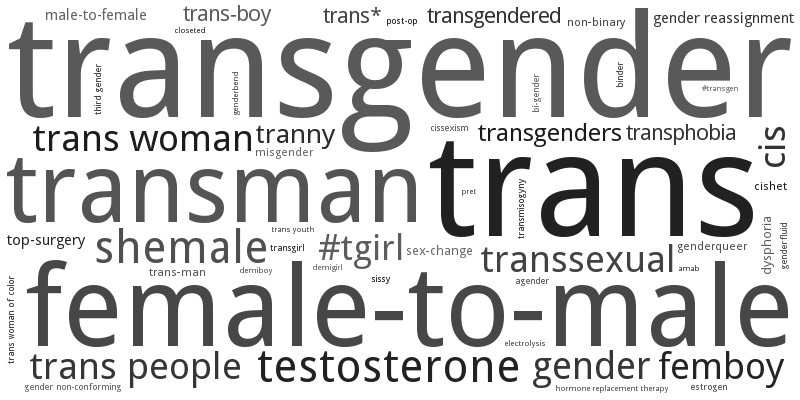 male-to-female
trans-boy
trans*
post-op
transgendered
non-binary
gender reassignment
closeted
transgender
third gender
genderbend
bi-gender
binder
#transgen
trans woman
tranny
misgender
cissexism
transgenders
transphobia
cis
transman
trans
pret
transmisogyny
cishet
top-surgery
shemale
trans youth
transgirl
#tgirl
sex-change
transsexual
genderqueer
amab
dysphoria
genderfluid
trans-man
demiboy
demigirl
sissy
agender
trans woman of color
female-to-male
electrolysis
trans people
testosterone
gender
femboy
gender non-conforming
hormone replacement therapy
estrogen